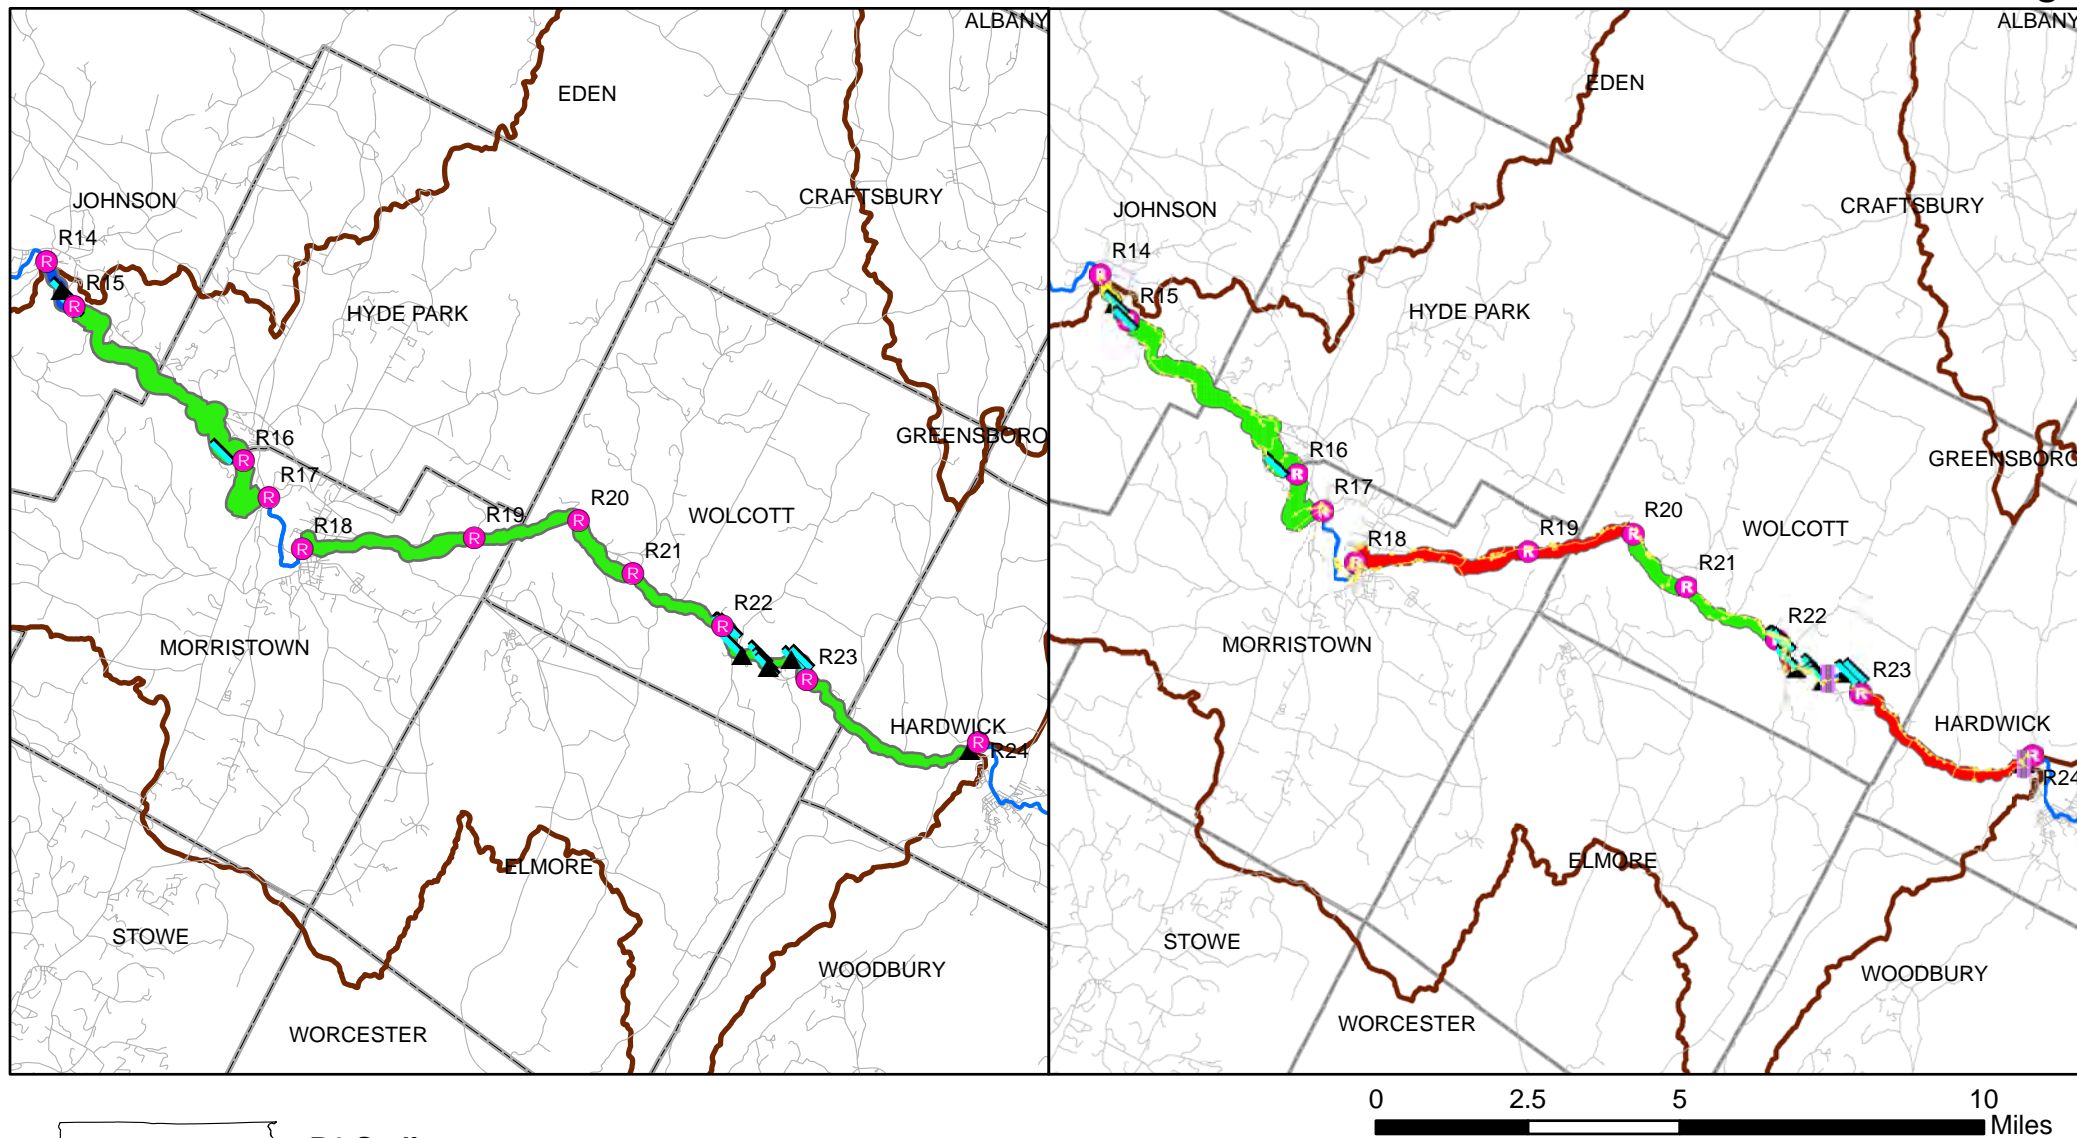 ALBANY
EDEN
CRAFTSBURY
JOHNSON
R14
R15
HYDE PARK
GREENSBORO
R16
R17
R18
R19
R20
WOLCOTT
R21
R22
MORRISTOWN
R23
HARDWICK
R24
ELMORE
STOWE
WOODBURY
WORCESTER
ALBANY
EDEN
CRAFTSBURY
JOHNSON
R14
R15
HYDE PARK
GREENSBORO
R16
R17
R18
R19
R20
WOLCOTT
R21
R22
MORRISTOWN
R23
HARDWICK
R24
ELMORE
STOWE
WOODBURY
WORCESTER
0 2.5 5 10
Miles